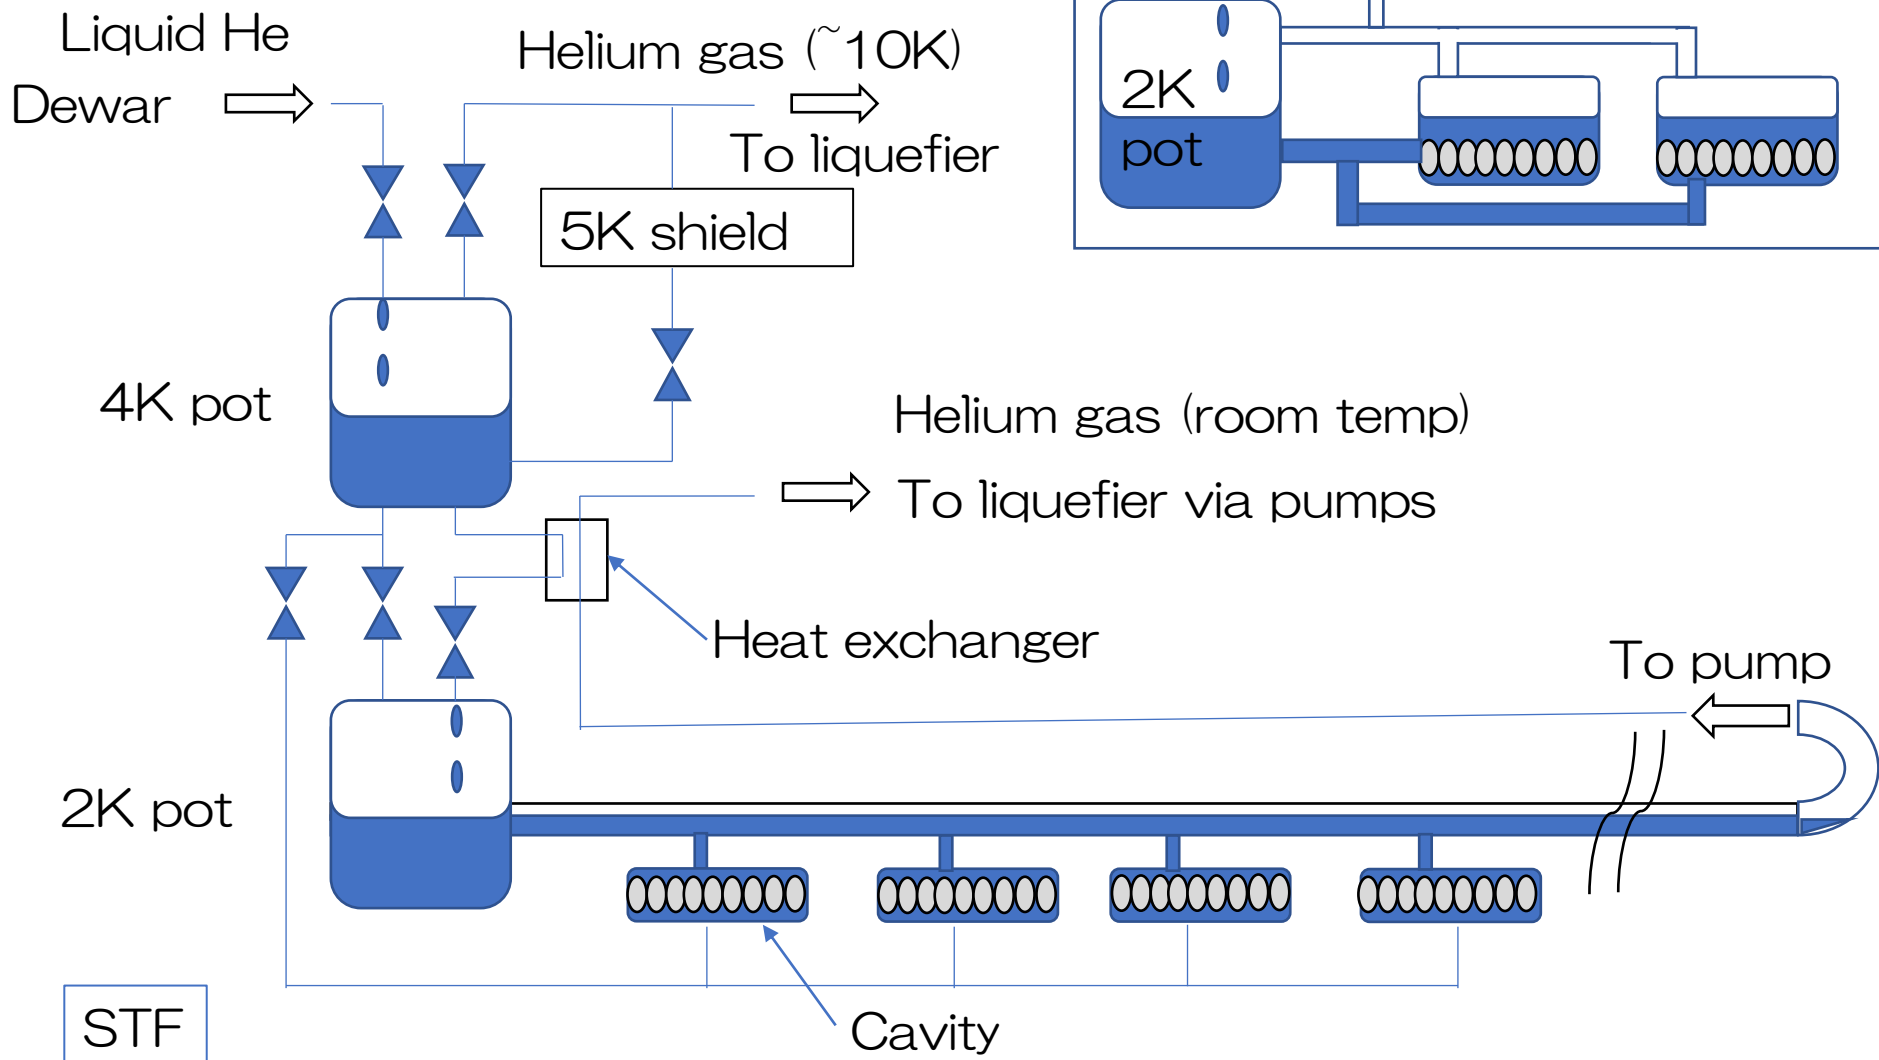 Liquid He
Dewar
Helium gas (~10K)
To liquefier
5K shield
2K
pot
4K pot
Helium gas (room temp)
To liquefier via pumps
Heat exchanger
To pump
2K pot
Cavity
STF